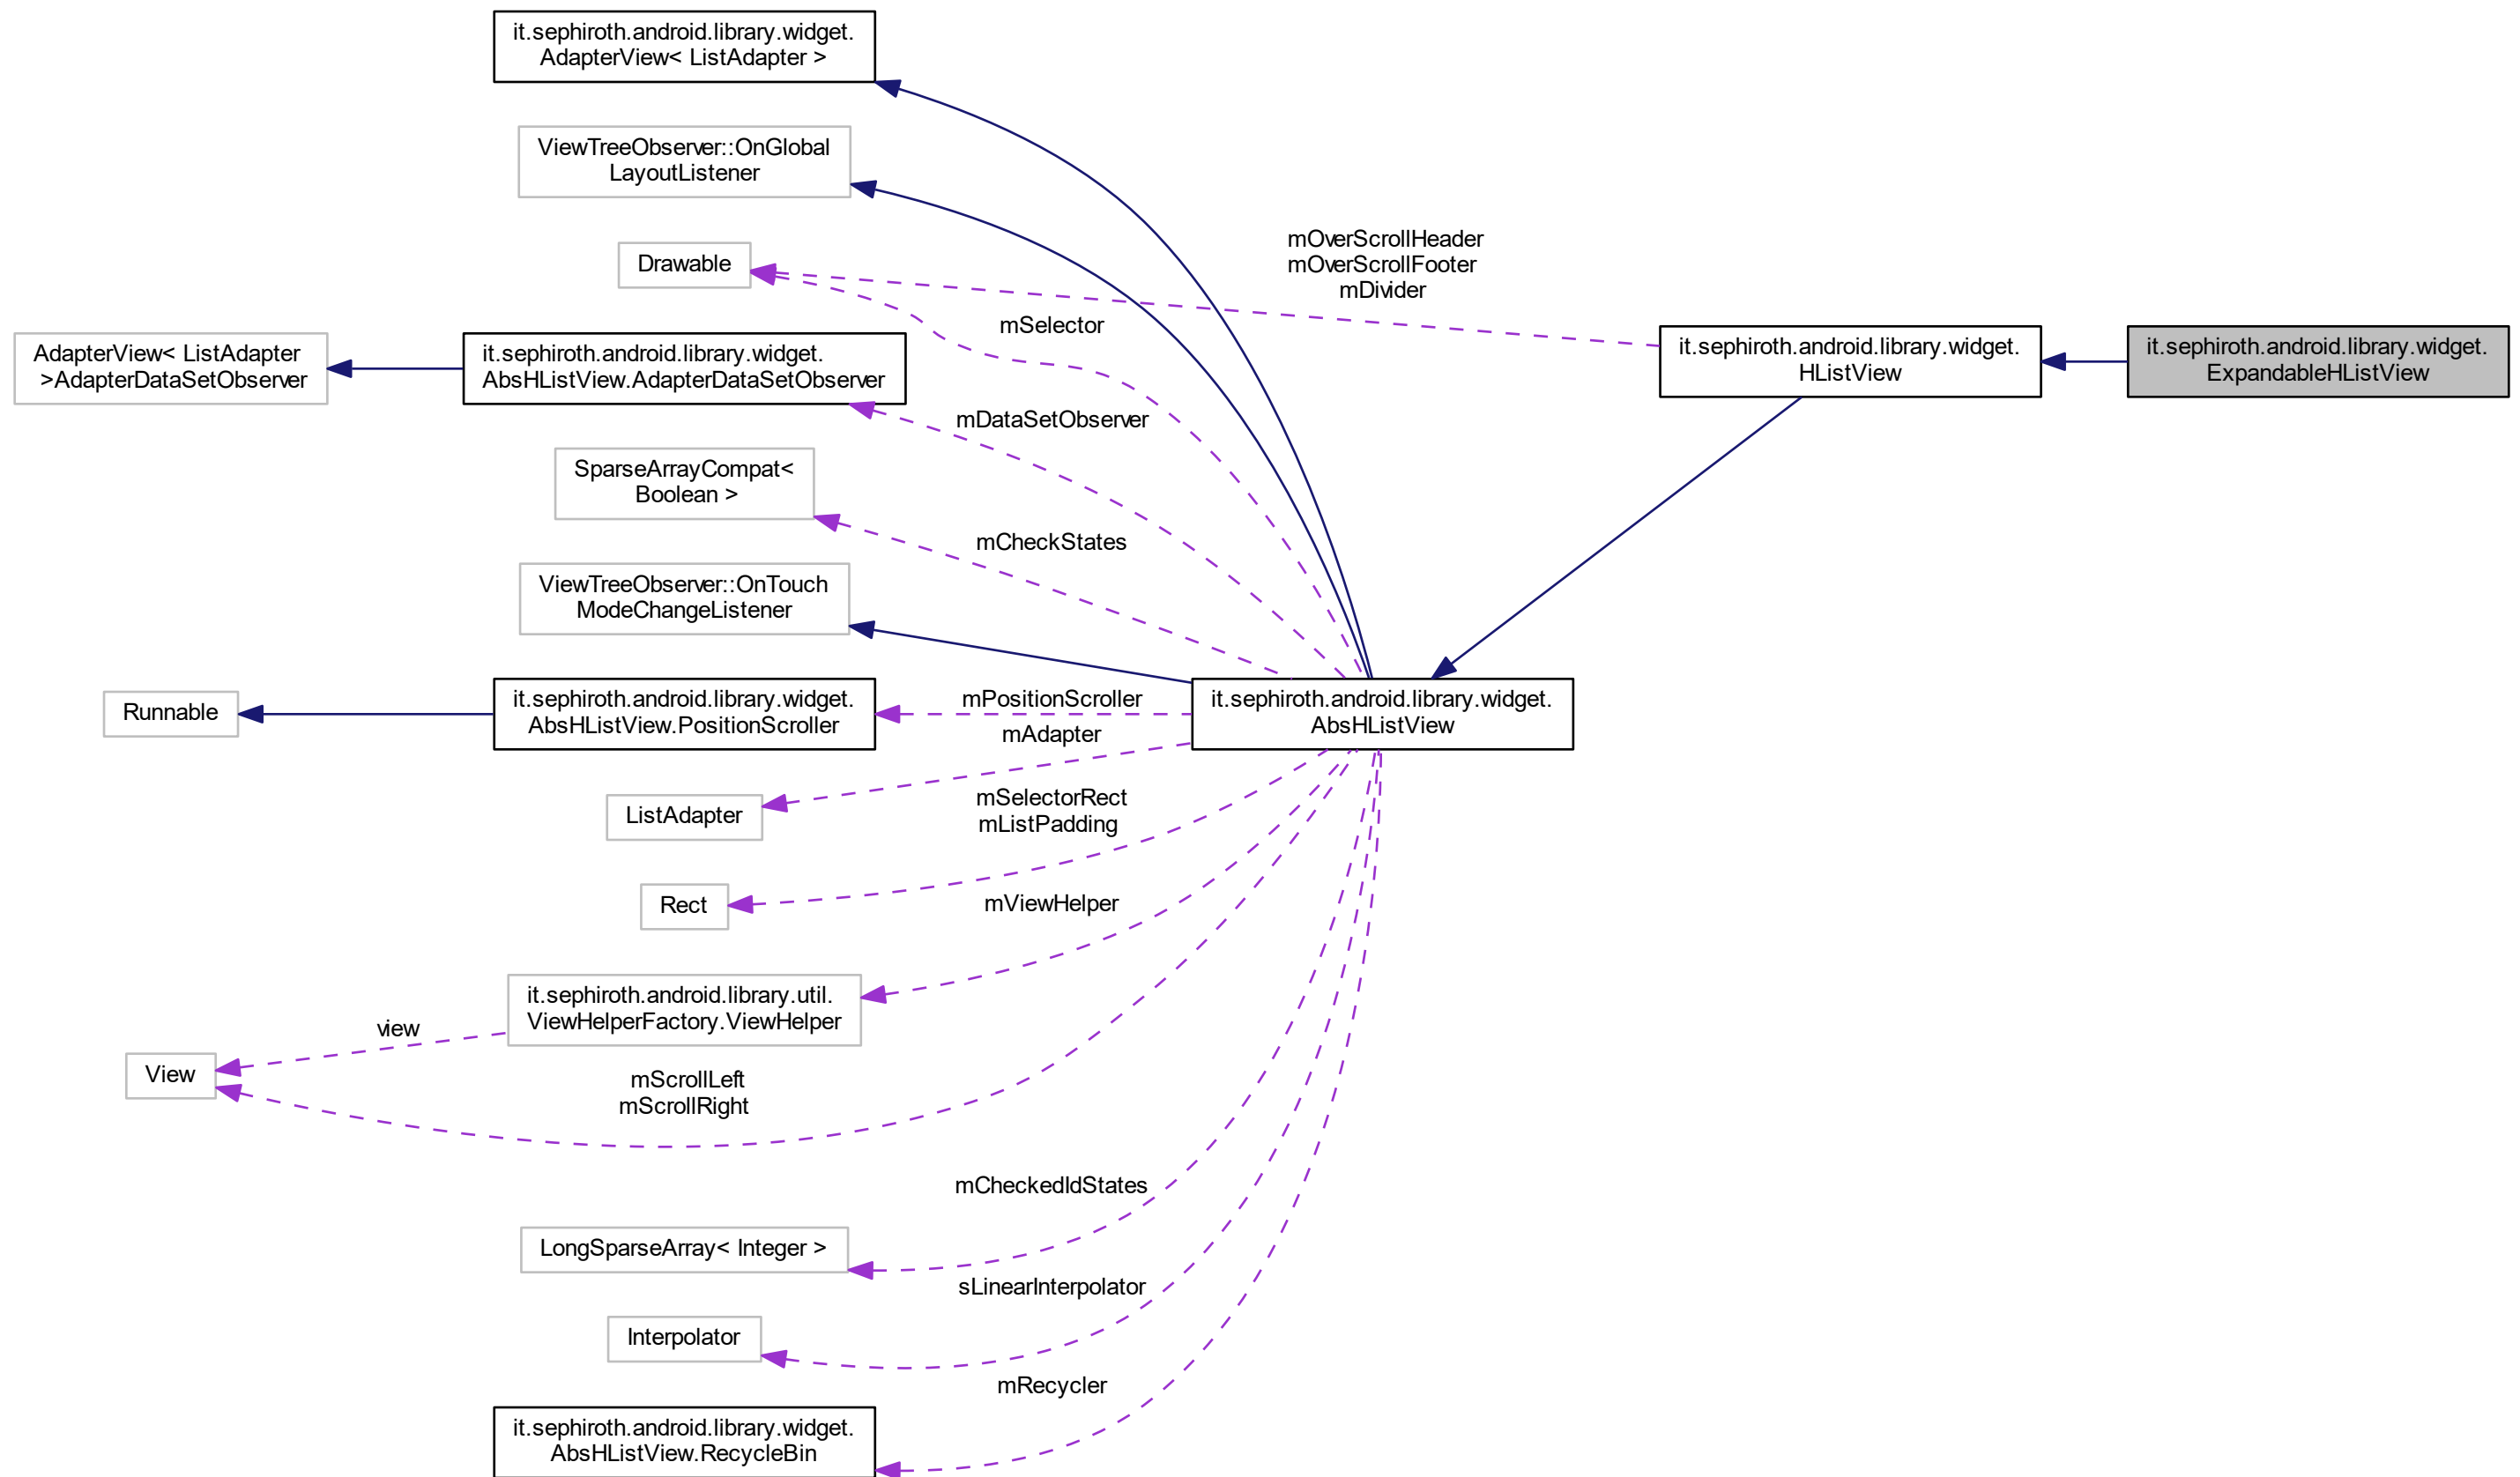 it.sephiroth.android.library.widget.
AdapterView< ListAdapter >
ViewTreeObserver::OnGlobal
LayoutListener
Drawable
mOverScrollHeader
mOverScrollFooter
mDivider
mSelector
AdapterView< ListAdapter
>AdapterDataSetObserver
it.sephiroth.android.library.widget.
AbsHListView.AdapterDataSetObserver
it.sephiroth.android.library.widget.
HListView
it.sephiroth.android.library.widget.
ExpandableHListView
mDataSetObserver
SparseArrayCompat<
Boolean >
mCheckStates
ViewTreeObserver::OnTouch
ModeChangeListener
Runnable
it.sephiroth.android.library.widget.
AbsHListView.PositionScroller
mPositionScroller
it.sephiroth.android.library.widget.
AbsHListView
mAdapter
ListAdapter
mSelectorRect
mListPadding
Rect
mViewHelper
it.sephiroth.android.library.util.
ViewHelperFactory.ViewHelper
view
View
mScrollLeft
mScrollRight
mCheckedIdStates
LongSparseArray< Integer >
sLinearInterpolator
Interpolator
mRecycler
it.sephiroth.android.library.widget.
AbsHListView.RecycleBin